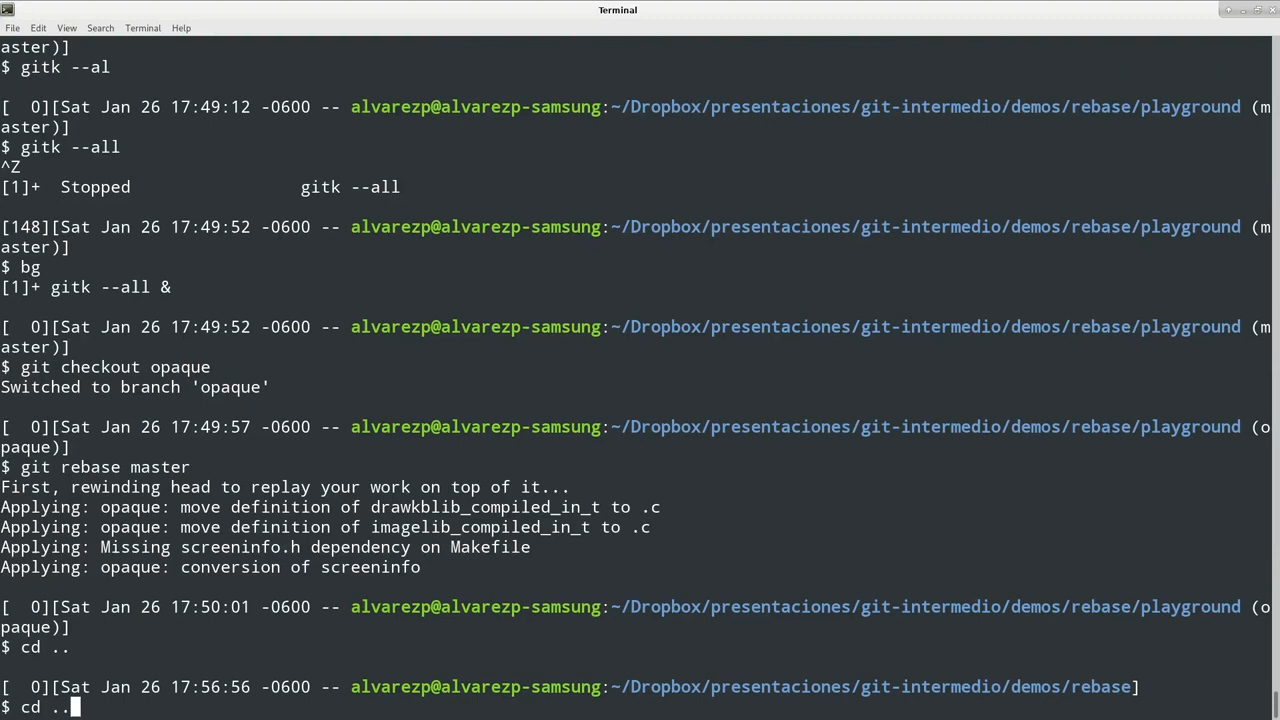 Terminal
File Edit View Search Terminal Help
aster)]
$ gitk --al
[  0][Sat Jan 26 17:49:12 -0600 -- alvarezp@alvarezp-samsung:~/Dropbox/presentaciones/git-intermedio/demos/rebase/playground (m
aster)]
$ gitk --all
^Z
[1]+  Stopped                 gitk --all
[148][Sat Jan 26 17:49:52 -0600 -- alvarezp@alvarezp-samsung:~/Dropbox/presentaciones/git-intermedio/demos/rebase/playground (m
aster)]
$ bg
[1]+ gitk --all &
[  0][Sat Jan 26 17:49:52 -0600 -- alvarezp@alvarezp-samsung:~/Dropbox/presentaciones/git-intermedio/demos/rebase/playground (m
aster)]
$ git checkout opaque
Switched to branch 'opaque'
[  0][Sat Jan 26 17:49:57 -0600 -- alvarezp@alvarezp-samsung:~/Dropbox/presentaciones/git-intermedio/demos/rebase/playground (o
paque)]
$ git rebase master
First, rewinding head to replay your work on top of it...
Applying: opaque: move definition of drawkblib_compiled_in_t to .c
Applying: opaque: move definition of imagelib_compiled_in_t to .c
Applying: Missing screeninfo.h dependency on Makefile
Applying: opaque: conversion of screeninfo
[  0][Sat Jan 26 17:50:01 -0600 -- alvarezp@alvarezp-samsung:~/Dropbox/presentaciones/git-intermedio/demos/rebase/playground (o
paque)]
$ cd ..
[  0][Sat Jan 26 17:56:56 -0600 -- alvarezp@alvarezp-samsung:~/Dropbox/presentaciones/git-intermedio/demos/rebase]
$ cd ..